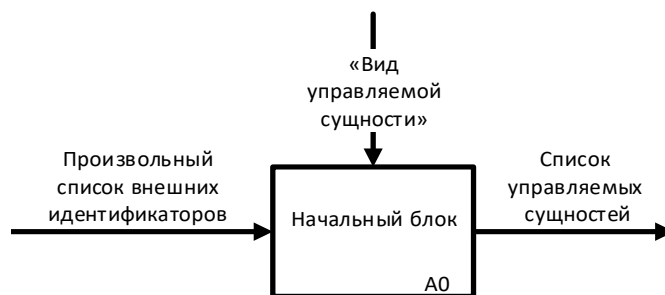 «Вид
управляемой
сущности»
Произвольный
список внешних
идентификаторов
Начальный блок
A0
Список
управляемых
сущностей